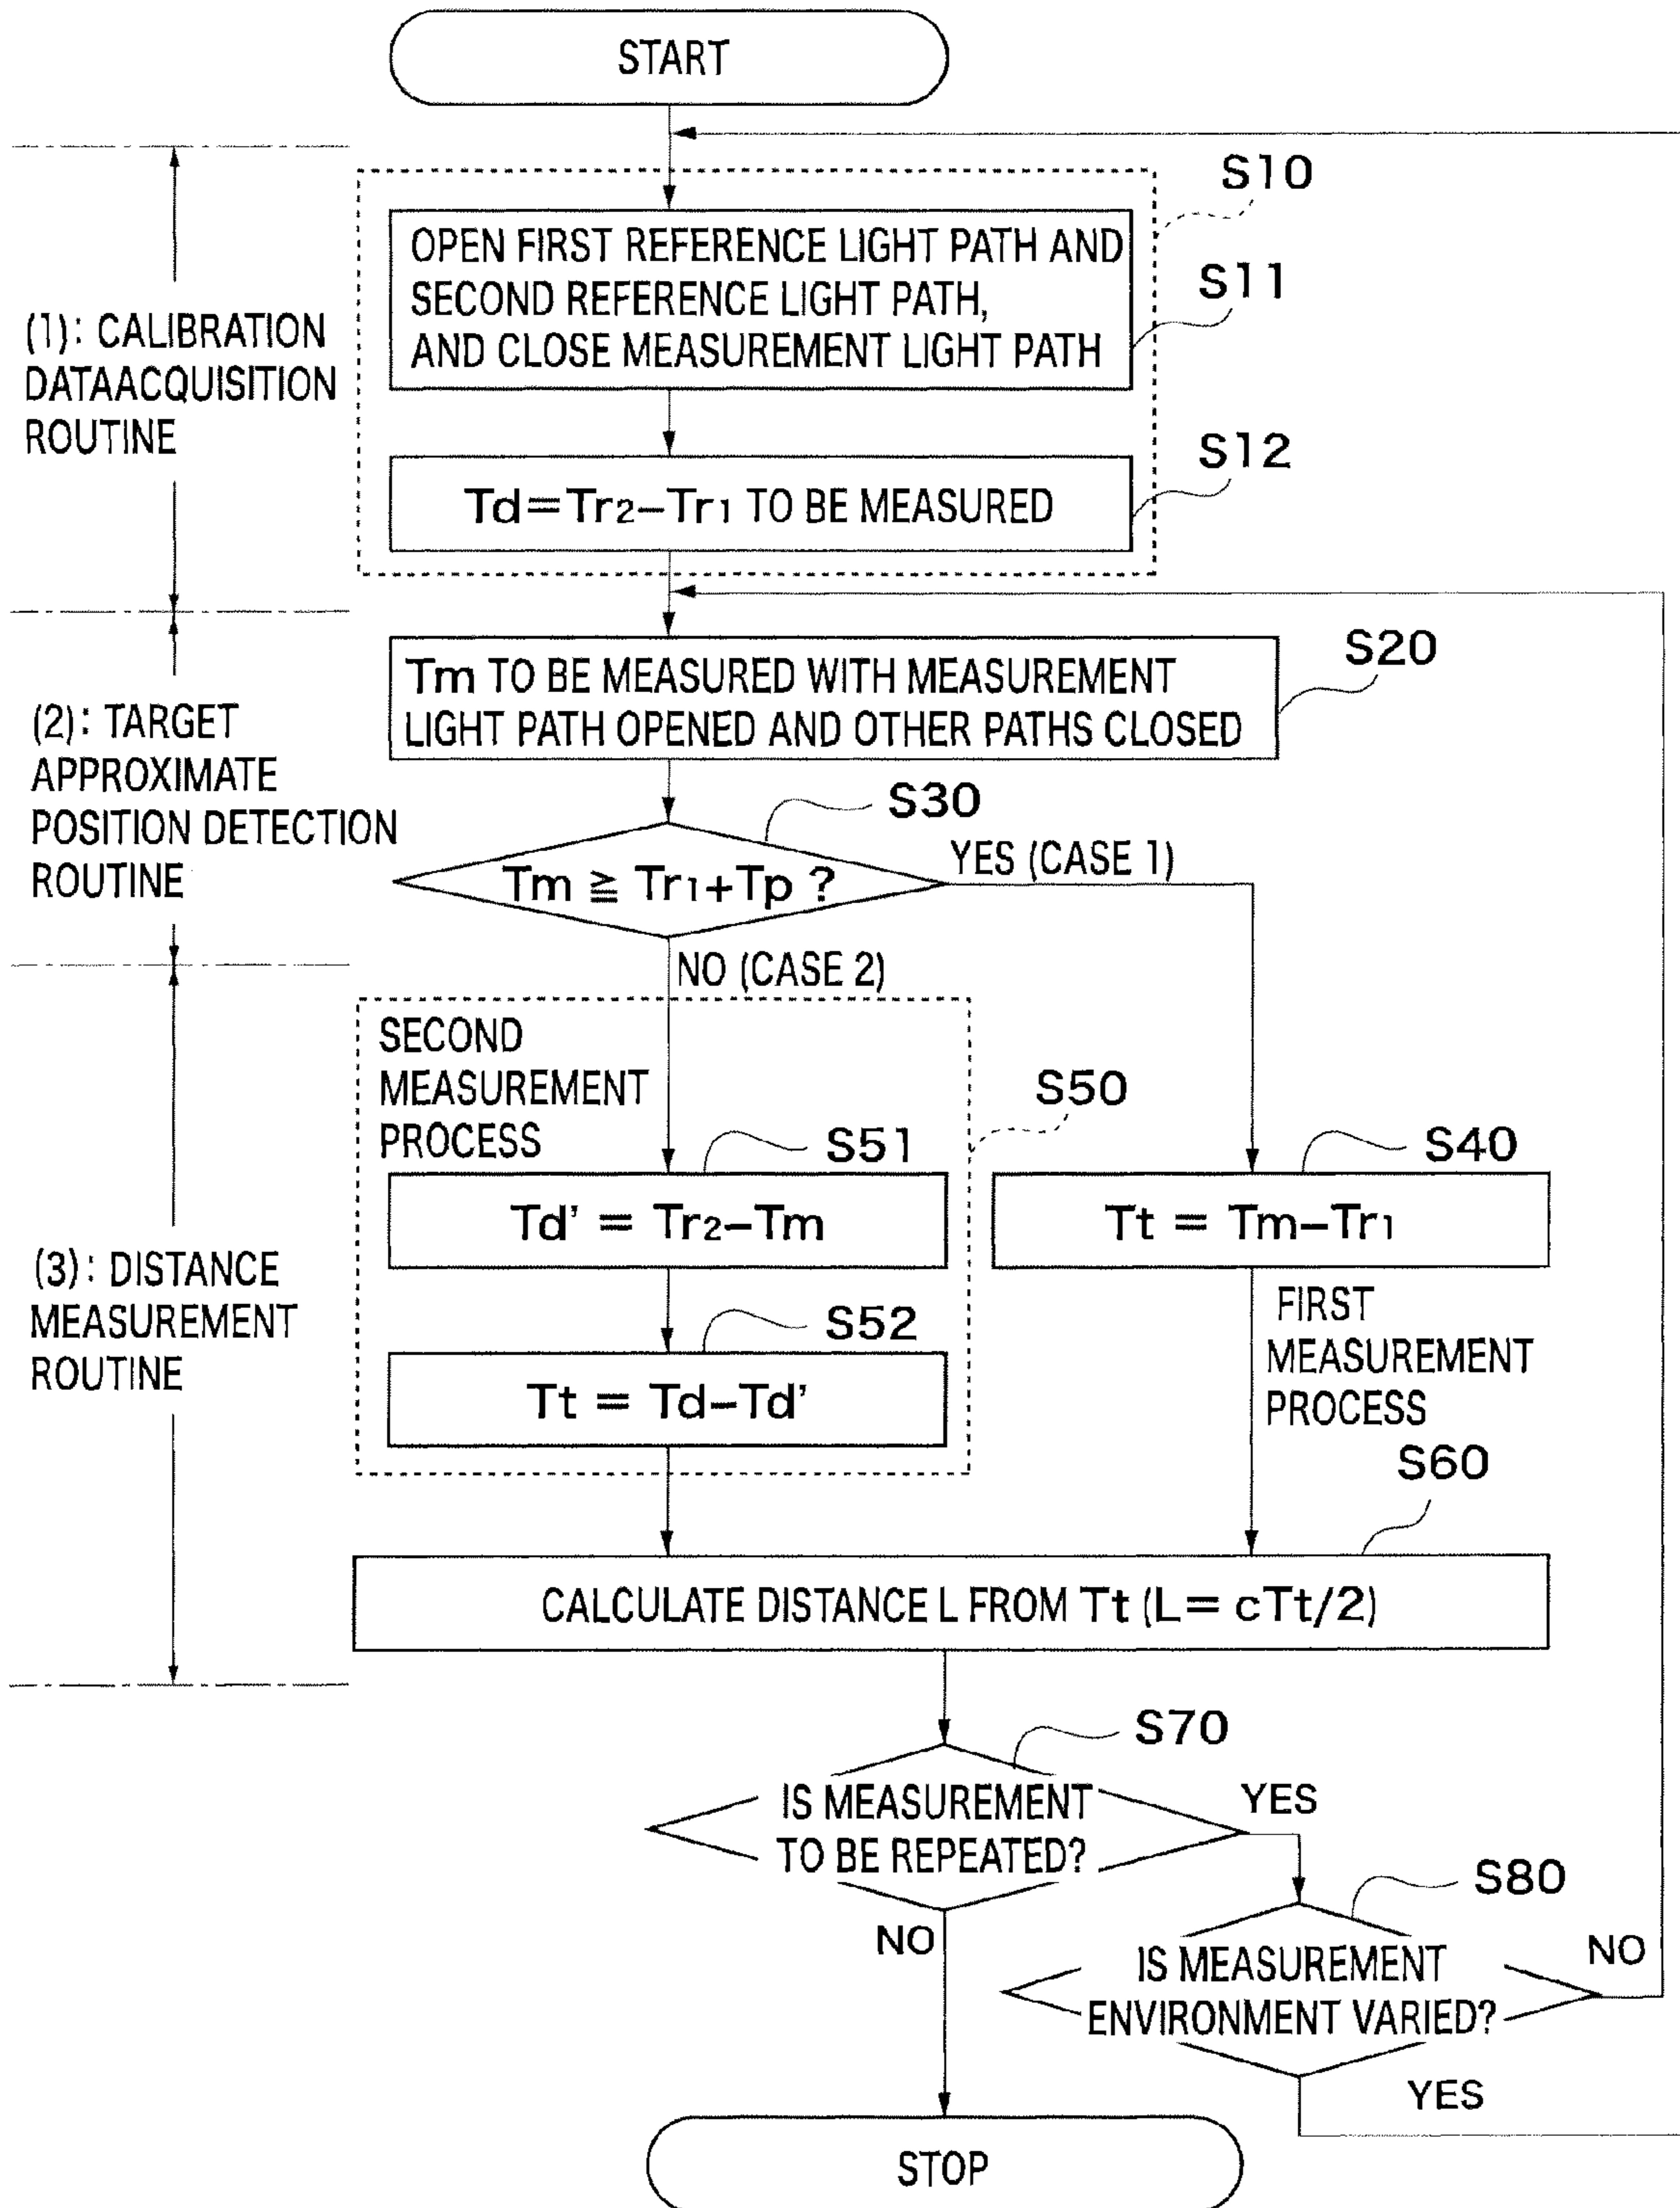 START
S10
OPEN FIRST REFERENCE LIGHT PATH AND
SECOND REFERENCE LIGHT PATH,
AND CLOSE MEASUREMENT LIGHT PATH
S11
(1): CALIBRATION
DATAACQUISITION
ROUTINE
S12
Td=Tr2-Tr1 TO BE MEASURED
S20
Tm TO BE MEASURED WITH MEASUREMENT
LIGHT PATH OPENED AND OTHER PATHS CLOSED
(2): TARGET
APPROXIMATE
POSITION DETECTION
ROUTINE
S30
Tm ≧ Tr1+Tp ?
YES (CASE 1)
NO (CASE 2)
SECOND
MEASUREMENT
PROCESS
S50
S51
Td' = Tr2-Tm
S40
Tt = Tm-Tr1
(3): DISTANCE
MEASUREMENT
ROUTINE
S52
Tt = Td-Td'
FIRST
MEASUREMENT
PROCESS
S60
CALCULATE DISTANCE L FROM Tt (L= cTt/2)
S70
IS MEASUREMENT
TO BE REPEATED?
YES
S80
NO
IS MEASUREMENT
ENVIRONMENT VARIED?
NO
YES
STOP